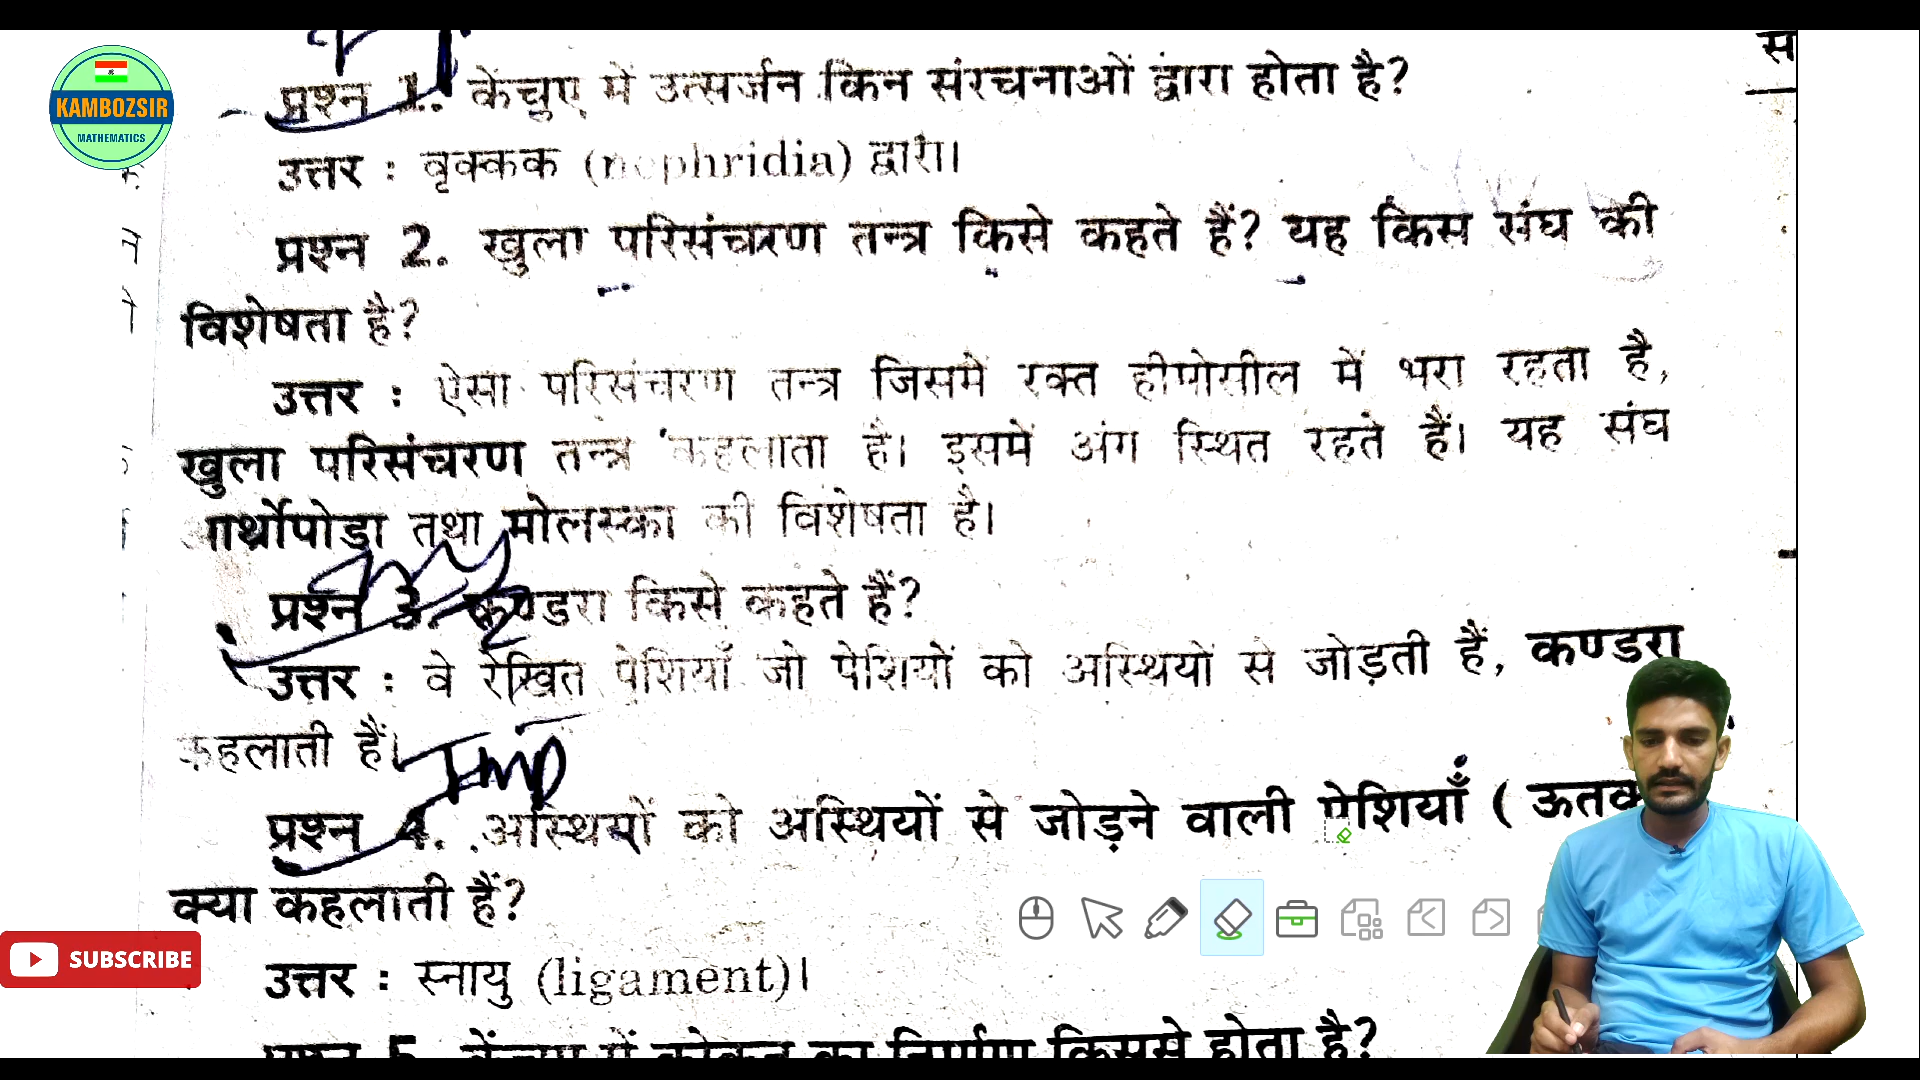 स
KAMBOZSIR
MATHEMATICS
प्रश्न 1. केंचुए में उत्सर्जन किन संरचनाओं द्वारा होता है?
उत्तर : वृक्कक (nephridia) द्वारा।
प्रश्न 2. खुला परिसंचरण तन्त्र किसे कहते हैं? यह किस संघ की
विशेषता है?
उत्तर : ऐसा परिसंचरण तन्त्र जिसमें रक्त हीमोसील में भरा रहता है,
खुला परिसंचरण तन्त्र कहलाता है। इसमें अंग स्थित रहते हैं। यह संघ
आर्थ्रोपोडा तथा मोलस्का की विशेषता है।
प्रश्न 3. कण्डरा किसे कहते हैं?
उत्तर : वे रेखित पेशियाँ जो पेशियों को अस्थियों से जोड़ती हैं, कण्डरा
कहलाती हैं।
Imp
प्रश्न 4. अस्थियों को अस्थियों से जोड़ने वाली पेशियाँ ( ऊतक
क्या कहलाती हैं?
SUBSCRIBE
उत्तर : स्नायु (ligament)।
प्रश्न 5. केंचुए में कोकून का निर्माण किससे होता है?